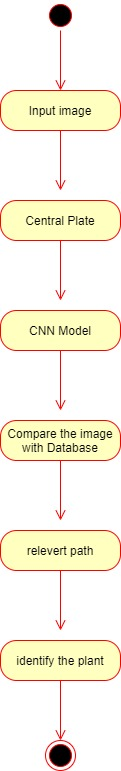 Input image
Central Plate
CNN Model
Compare the image
with Database
relevert path
identify the plant